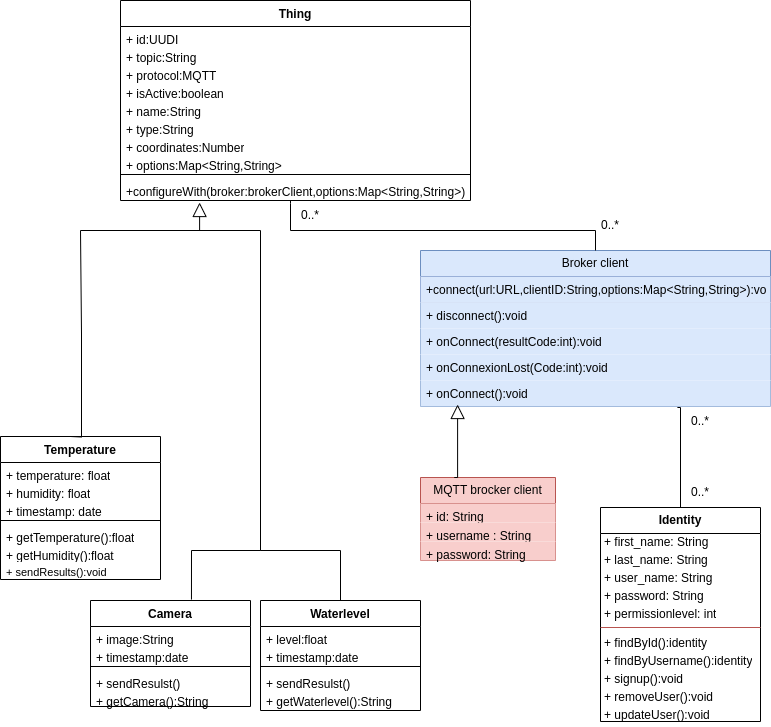 Thing
+ id:UUDI
+ topic:String
+ protocol:MQTT
+ isActive:boolean
+ name:String
+ type:String
+ coordinates:Number
+ options:Map<String,String>
+configureWith(broker:brokerClient,options:Map<String,String>)
0..*
0..*
Broker client
+connect(url:URL,clientID:String,options:Map<String,String>):vo
+ disconnect():void
+ onConnect(resultCode:int):void
+ onConnexionLost(Code:int):void
+ onConnect():void
0..*
0..*
Temperature
+ temperature: float
+ humidity: float
+ timestamp: date
+ getTemperature():float
+ getHumidity():float
+ sendResults():void
MQTT brocker client
+ id: String
+ username : String
+ password: String
Identity
+ first_name: String
+ last_name: String
+ user_name: String
+ password: String
+ permissionlevel: int
+ findById():identity
+ findByUsername():identity
+ signup():void
+ removeUser():void
+ updateUser():void
Camera
+ image:String
+ timestamp:date
+ sendResulst()
+ getCamera():String
Waterlevel
+ level:float
+ timestamp:date
+ sendResulst()
+ getWaterlevel():String